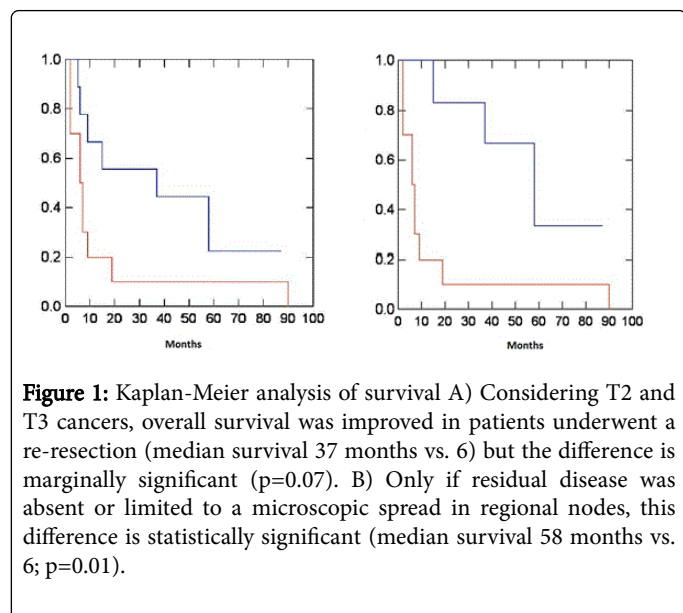 1.0
0.8
0.6
0.4
0.2
0.0
0 10 20 30 40 50 60 70 80 90 100
Months
1.0
0.8
0.6
0.4
0.2
0.0
0 10 20 30 40 50 60 70 80 90 100
Months
Figure 1: Kaplan-Meier analysis of survival A) Considering T2 and
T3 cancers, overall survival was improved in patients underwent a
re-resection (median survival 37 months vs. 6) but the difference is
marginally significant (p=0.07). B) Only if residual disease was
absent or limited to a microscopic spread in regional nodes, this
difference is statistically significant (median survival 58 months vs.
6; p=0.01).